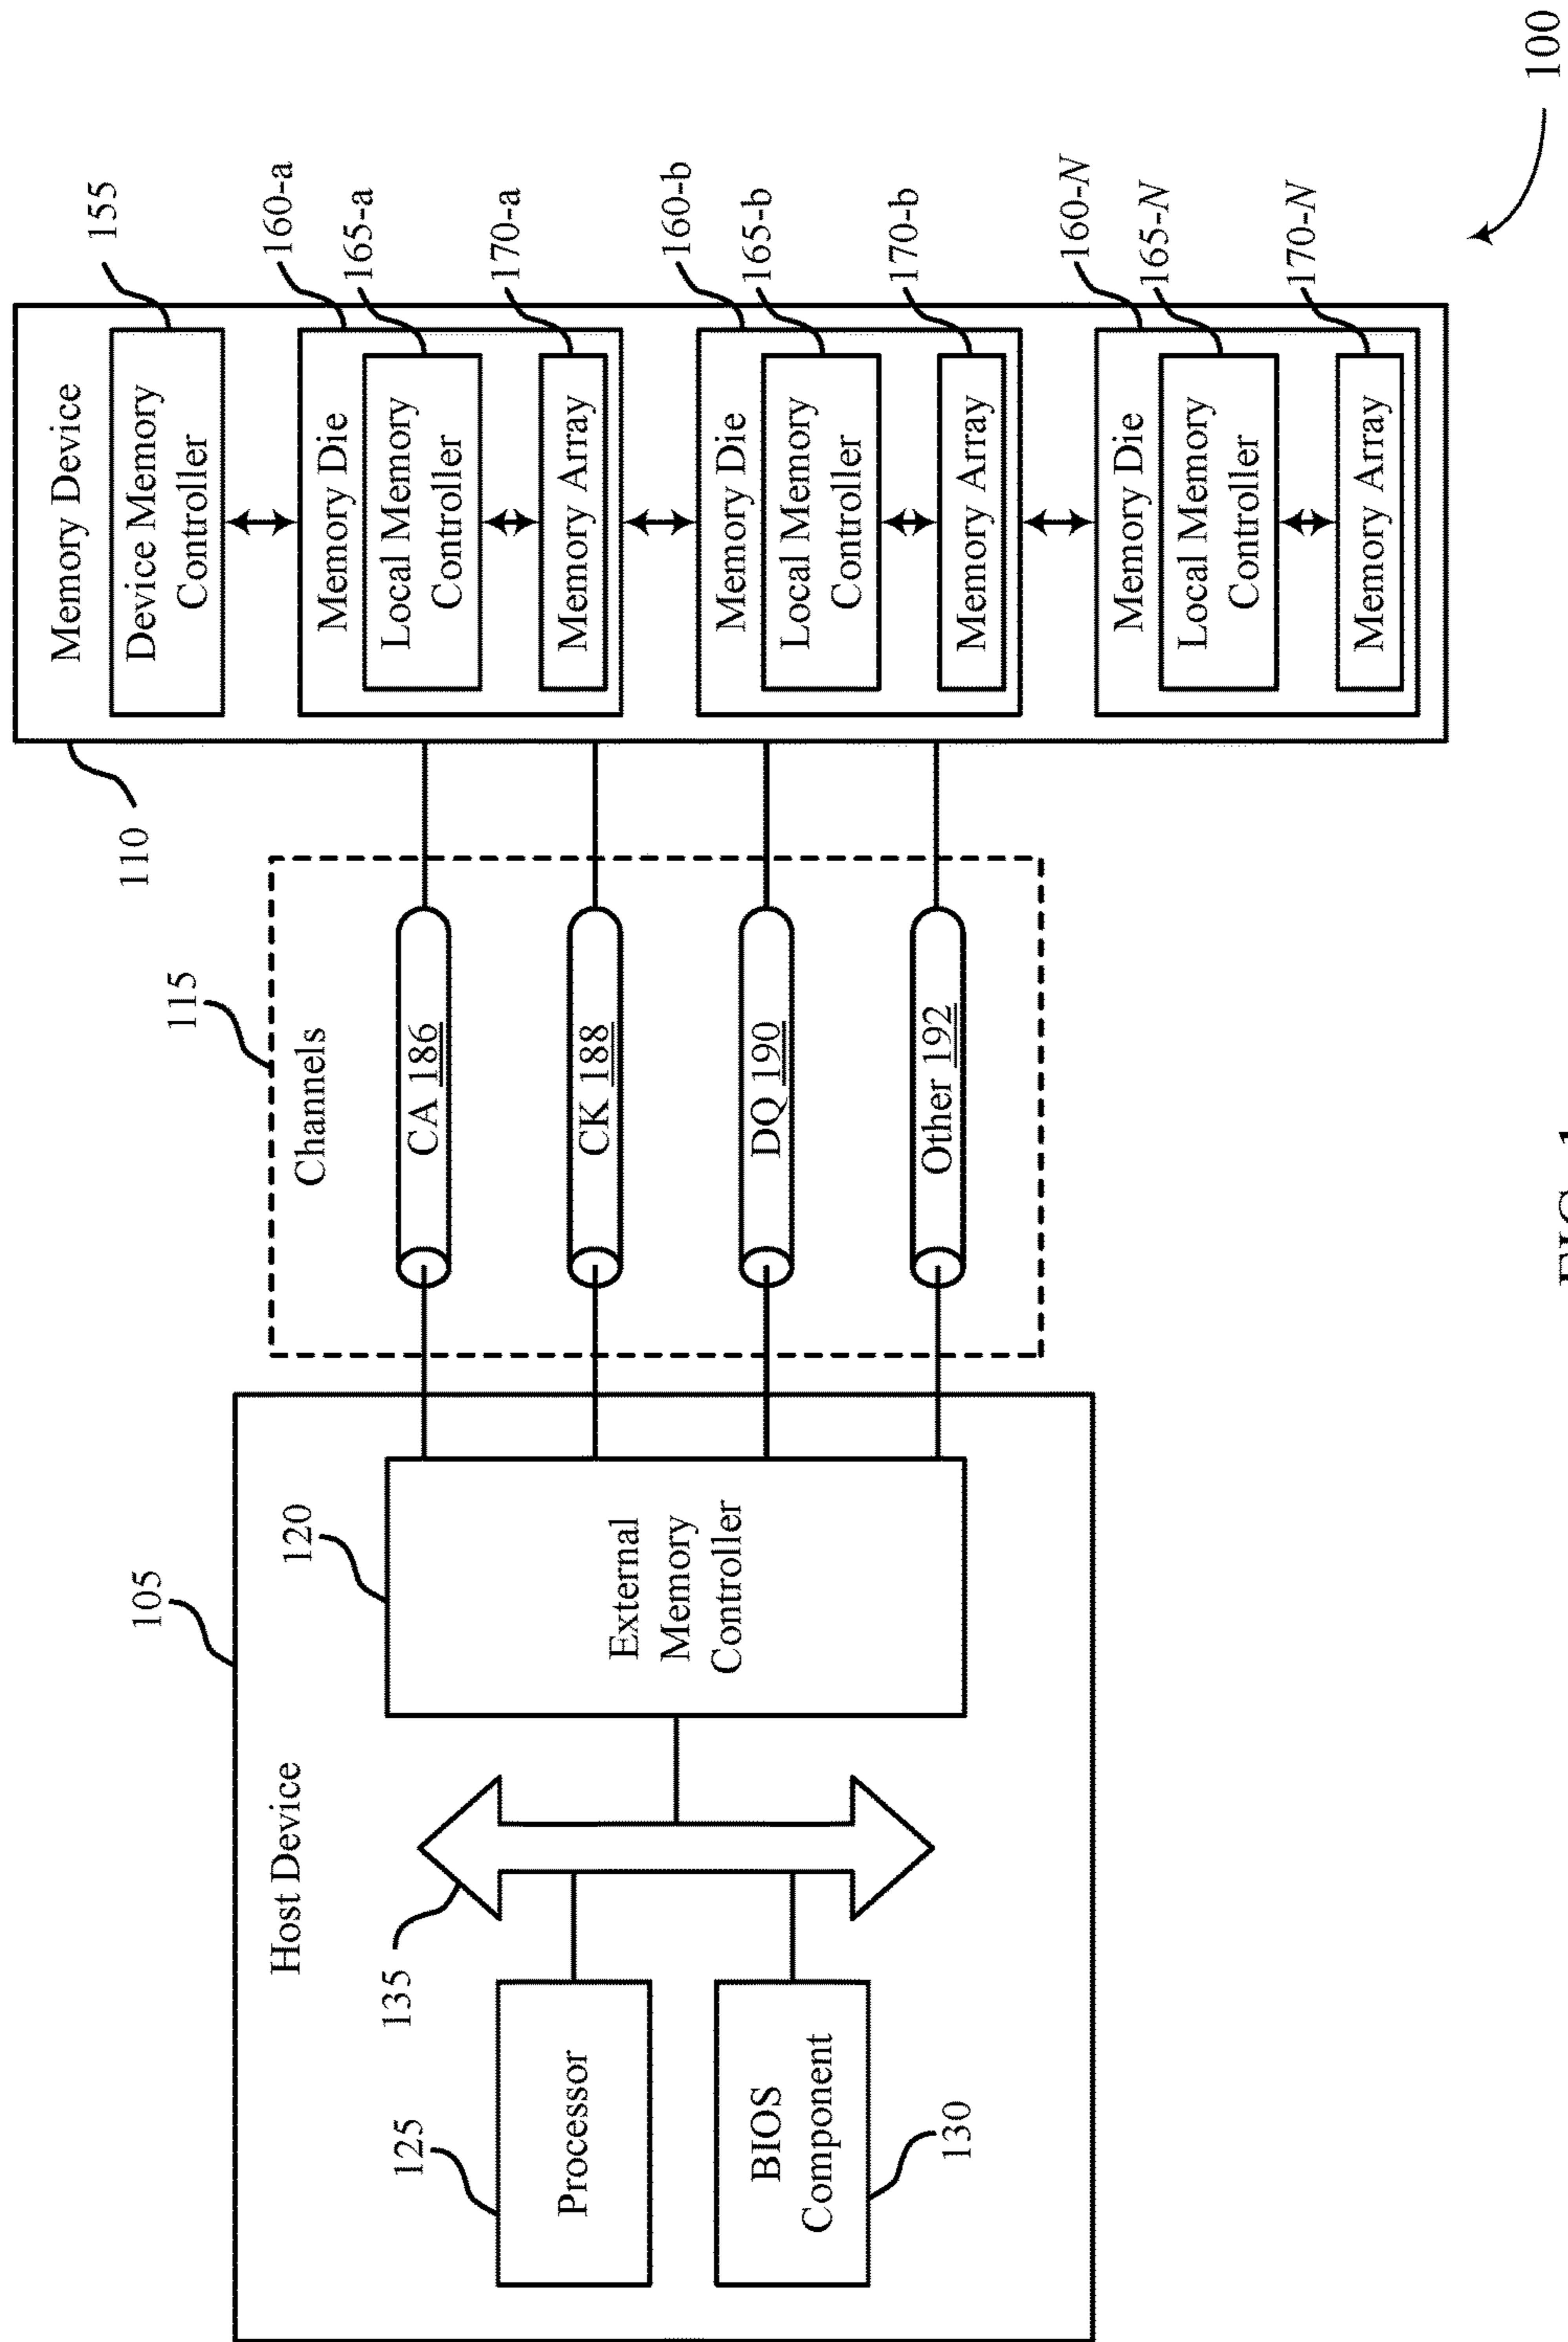 105
Host Device
125
Processor
BIOS
Component
130
135
120
External
Memory
Controller
115
Channels
CA 186
CK 188
DQ 190
Other 192
110
Memory Device
Device Memory
Controller
155
Memory Die
160-a
Local Memory
Controller
165-a
Memory Array
170-a
Memory Die
160-b
Local Memory
Controller
165-b
Memory Array
170-b
Memory Die
160-N
Local Memory
Controller
165-N
Memory Array
170-N
100